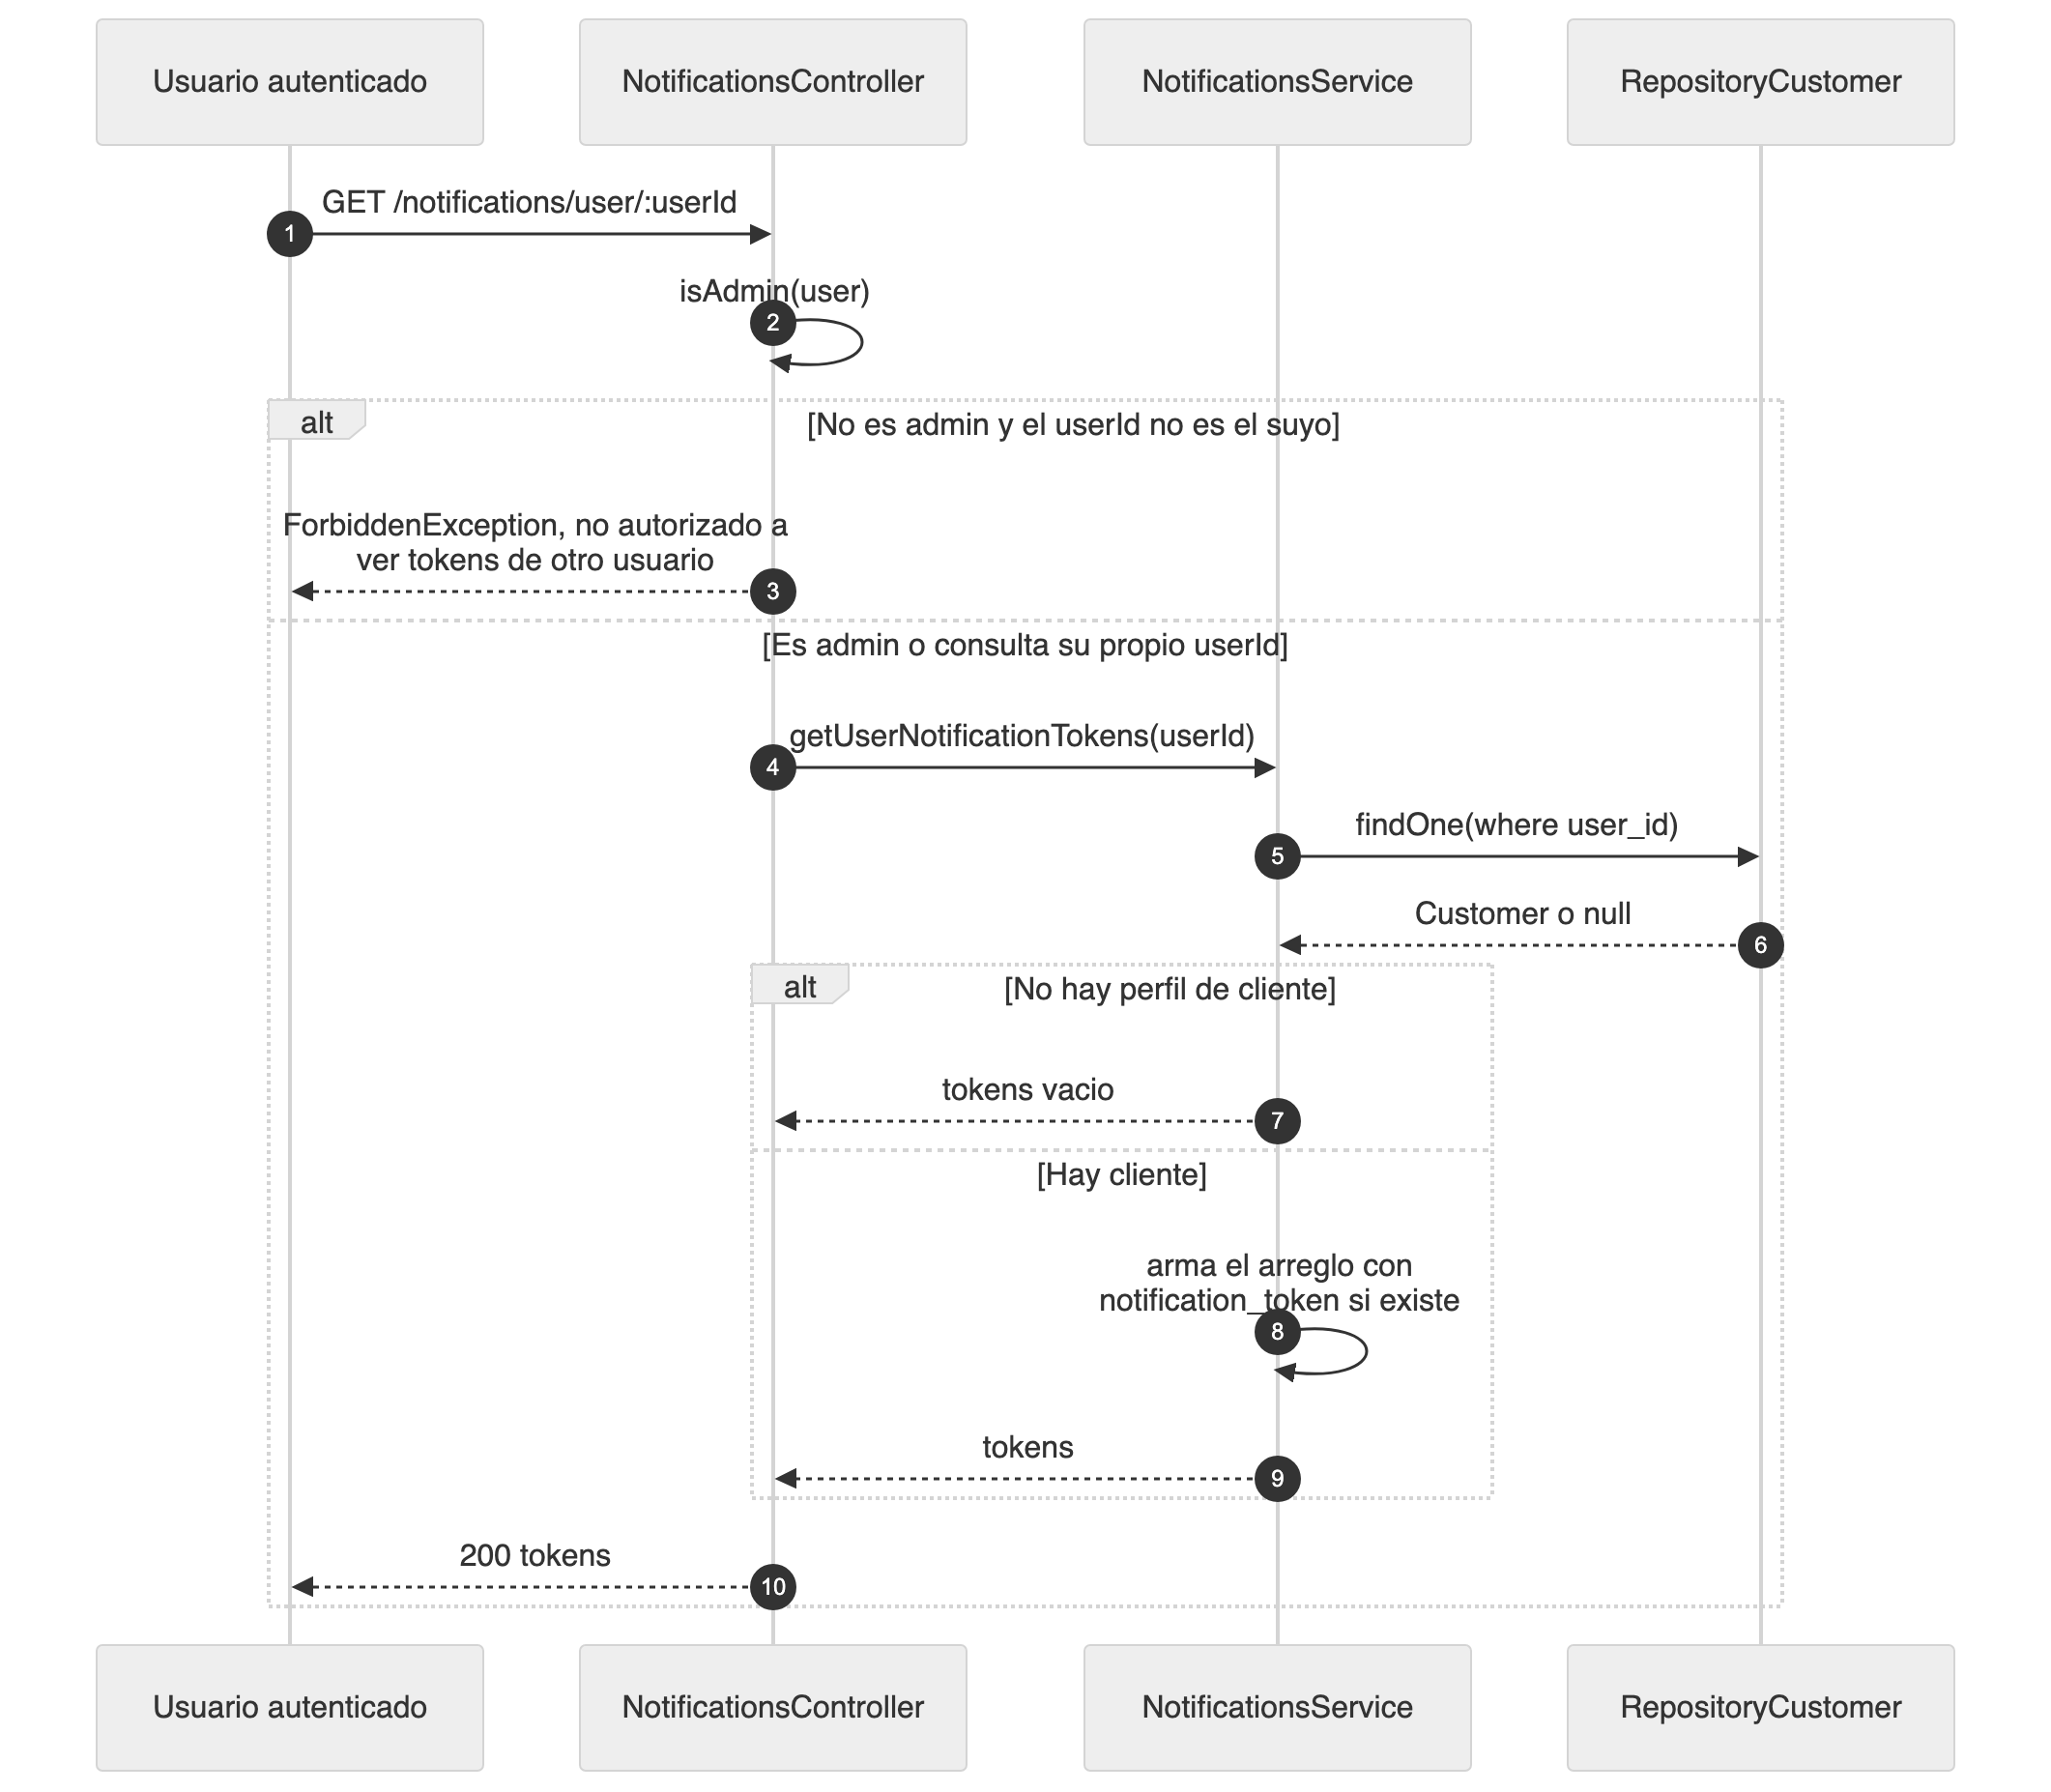 Usuario autenticado
NotificationsController
NotificationsService
RepositoryCustomer
GET /notifications/user/:userId
1
isAdmin(user)
2
alt
[No es admin y el userId no es el suyo]
ForbiddenException, no autorizado a
ver tokens de otro usuario
3
[Es admin o consulta su propio userId]
getUserNotificationTokens(userId)
4
findOne(where user_id)
5
Customer o null
6
alt
[No hay perfil de cliente]
tokens vacio
7
[Hay cliente]
arma el arreglo con
notification_token si existe
8
tokens
9
200 tokens
10
Usuario autenticado
NotificationsController
NotificationsService
RepositoryCustomer